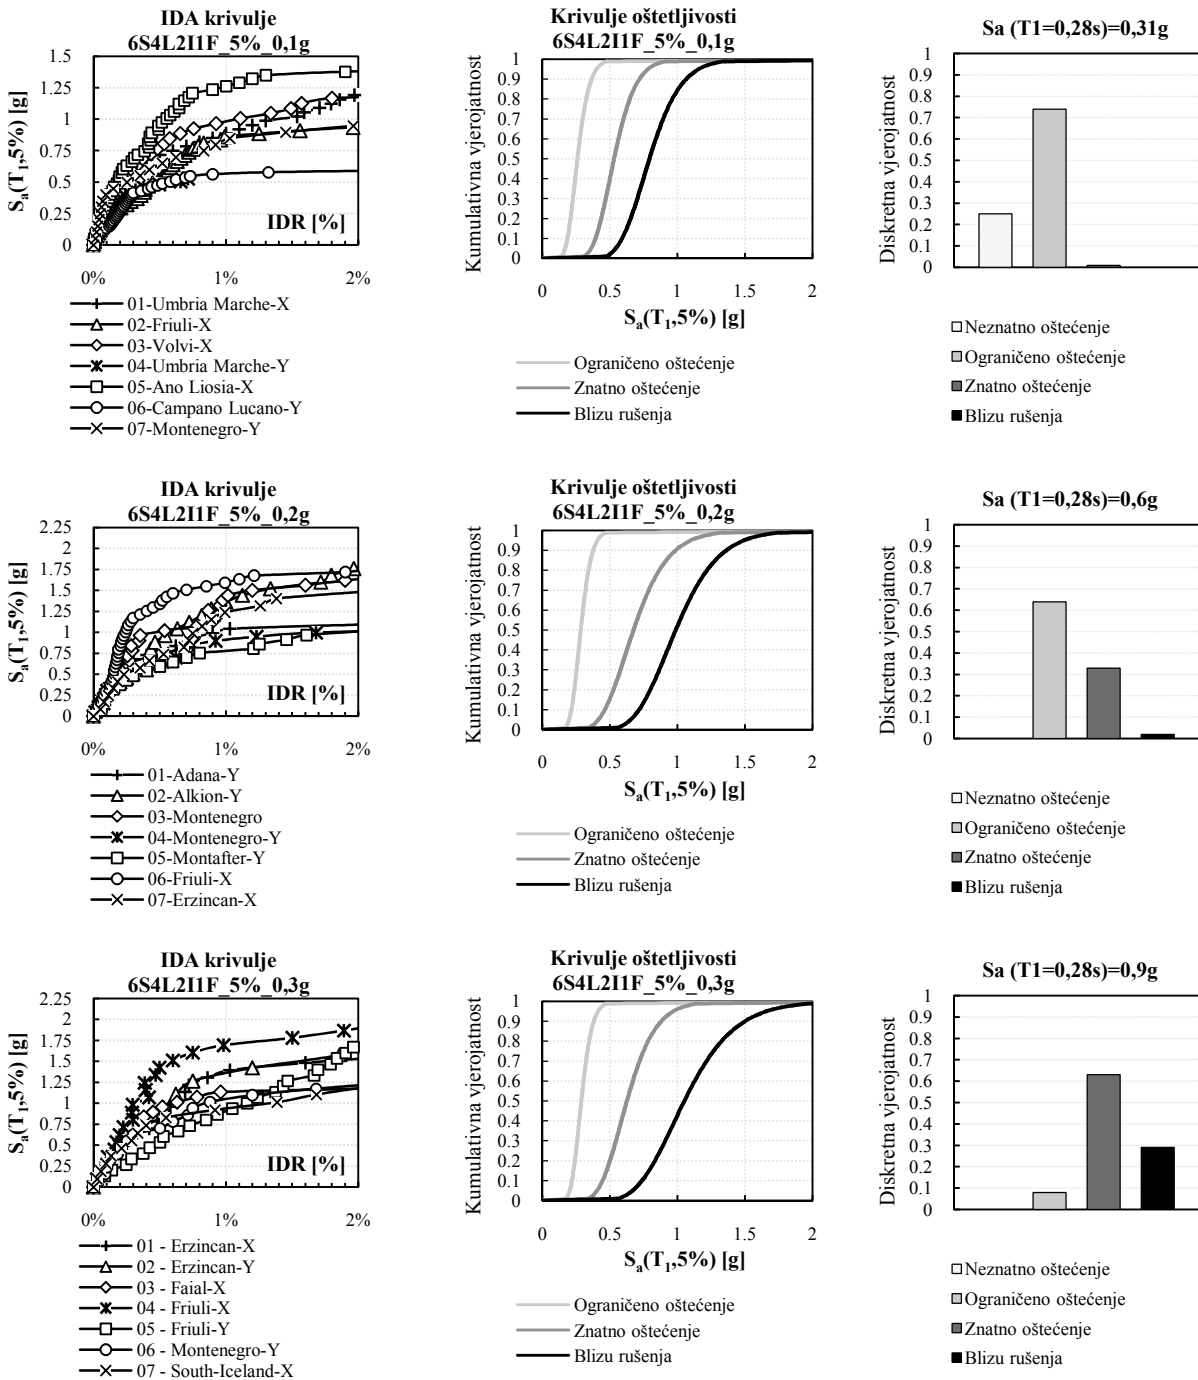 IDA krivulje
6S4L2I1F_5%_0,1g
1.5
1.25
1
0.75
0.5
0.25
0
Sa(T1,5%) [g]
IDR [%]
0%
1%
2%
01-Umbria Marche-X
02-Friuli-X
03-Volvi-X
04-Umbria Marche-Y
05-Ano Liosia-X
06-Campano Lucano-Y
07-Montenegro-Y
Krivulje oštetljivosti
6S4L2I1F_5%_0,1g
Kumulativna vjerojatnost
1
0.9
0.8
0.7
0.6
0.5
0.4
0.3
0.2
0.1
0
0
0.5
1
1.5
2
Sa(T1,5%) [g]
Ograničeno oštećenje
Znatno oštećenje
Blizu rušenja
Sa (T1=0,28s)=0,31g
Diskretna vjerojatnost
1
0.9
0.8
0.7
0.6
0.5
0.4
0.3
0.2
0.1
0
Neznatno oštećenje
Ograničeno oštećenje
Znatno oštećenje
Blizu rušenja
IDA krivulje
6S4L2I1F_5%_0,2g
2.25
2
1.75
1.5
1.25
1
0.75
0.5
0.25
0
Sa(T1,5%) [g]
IDR [%]
0%
1%
2%
01-Adana-Y
02-Alkion-Y
03-Montenegro
04-Montenegro-Y
05-Montafter-Y
06-Friuli-X
07-Erzincan-X
Krivulje oštetljivosti
6S4L2I1F_5%_0,2g
Kumulativna vjerojatnost
1
0.9
0.8
0.7
0.6
0.5
0.4
0.3
0.2
0.1
0
0
0.5
1
1.5
2
Sa(T1,5%) [g]
Ograničeno oštećenje
Znatno oštećenje
Blizu rušenja
Sa (T1=0,28s)=0,6g
Diskretna vjerojatnost
1
0.9
0.8
0.7
0.6
0.5
0.4
0.3
0.2
0.1
0
Neznatno oštećenje
Ograničeno oštećenje
Znatno oštećenje
Blizu rušenja
IDA krivulje
6S4L2I1F_5%_0,3g
2.25
2
1.75
1.5
1.25
1
0.75
0.5
0.25
0
Sa(T1,5%) [g]
IDR [%]
0%
1%
2%
01 - Erzincan-X
02 - Erzincan-Y
03 - Faial-X
04 - Friuli-X
05 - Friuli-Y
06 - Montenegro-Y
07 - South-Iceland-X
Krivulje oštetljivosti
6S4L2I1F_5%_0,3g
Kumulativna vjerojatnost
1
0.9
0.8
0.7
0.6
0.5
0.4
0.3
0.2
0.1
0
0
0.5
1
1.5
2
Sa(T1,5%) [g]
Ograničeno oštećenje
Znatno oštećenje
Blizu rušenja
Sa (T1=0,28s)=0,9g
Diskretna vjerojatnost
1
0.9
0.8
0.7
0.6
0.5
0.4
0.3
0.2
0.1
0
Neznatno oštećenje
Ograničeno oštećenje
Znatno oštećenje
Blizu rušenja